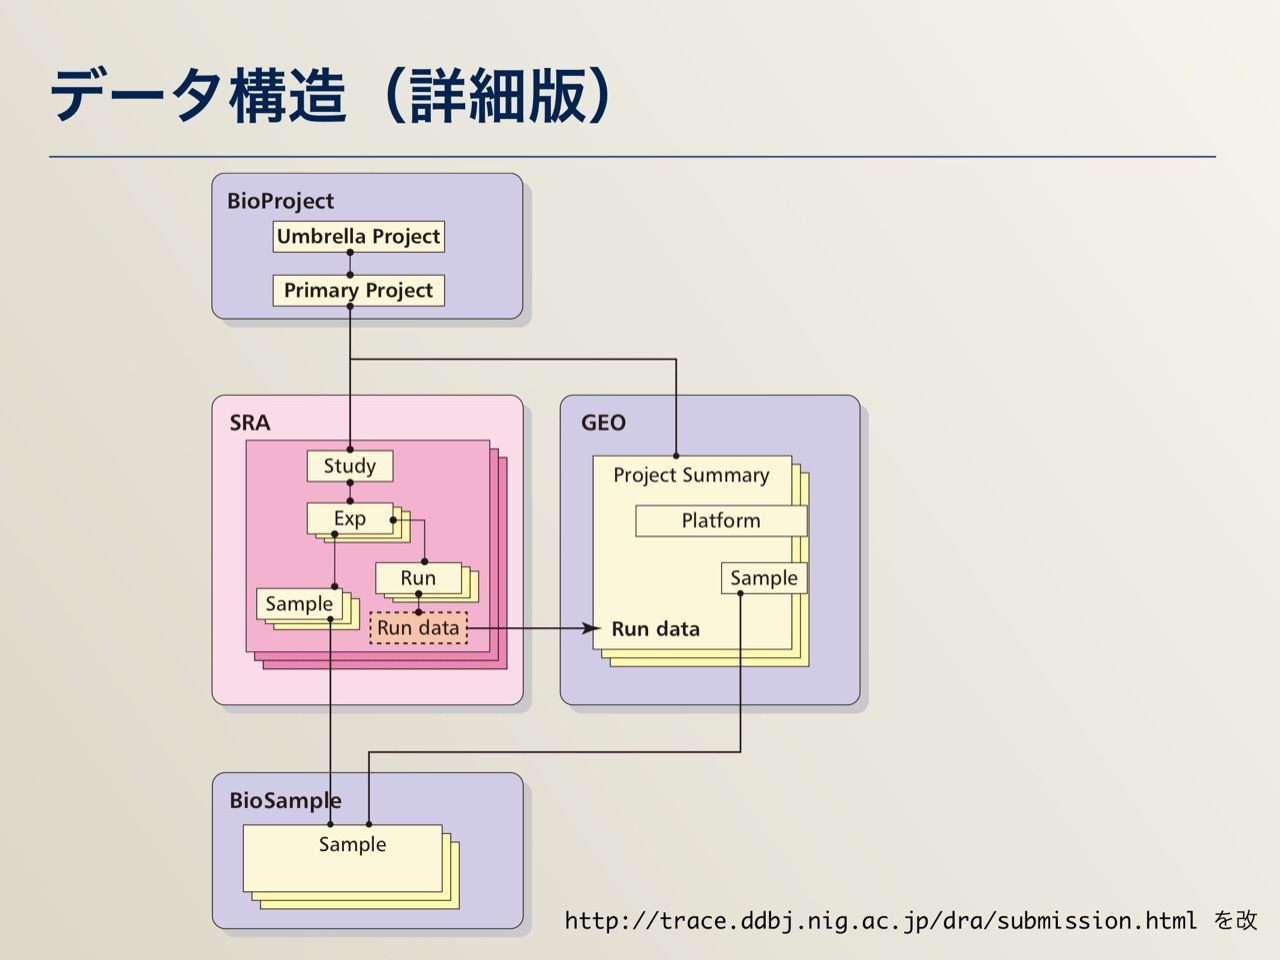 データ構造（詳細版）
BioProject
Umbrella Project
Primary Project
SRA
Study
Exp
Run
Sample
Run data
GEO
Project Summary
Platform
Sample
Run data
BioSample
Sample
http://trace.ddbj.nig.ac.jp/dra/submission.html を改